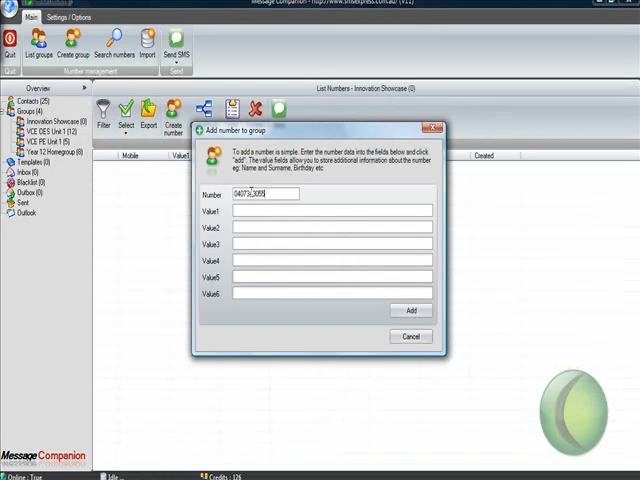 Message Companion - http://www.smsexpress.com.au/ (V11)
Main Settings / Options
Quit List groups Create group Search numbers Import Send SMS
Quit Number management Send
Overview » List Numbers - Innovation Showcase (0)
Contacts (25)
Groups (4)
Innovation Showcase (0)
VCE OES Unit 1 (12)
VCE PE Unit 1 (5)
Year 12 Homegroup (8)
Templates (0)
Inbox (0)
Blacklist (0)
Outbox (0)
Sent
Outlook
Filter Select Export Create number
Mobile Value1 Created
Add number to group
To add a number is simple. Enter the number data into the fields below and click
"add". The value fields allow you to store additional information about the number
eg: Name and Surname, Birthday etc
Number
Value1
Value2
Value3
Value4
Value5
Value6
Add
Cancel
Message Companion
Online : True Idle ... Credits : 126